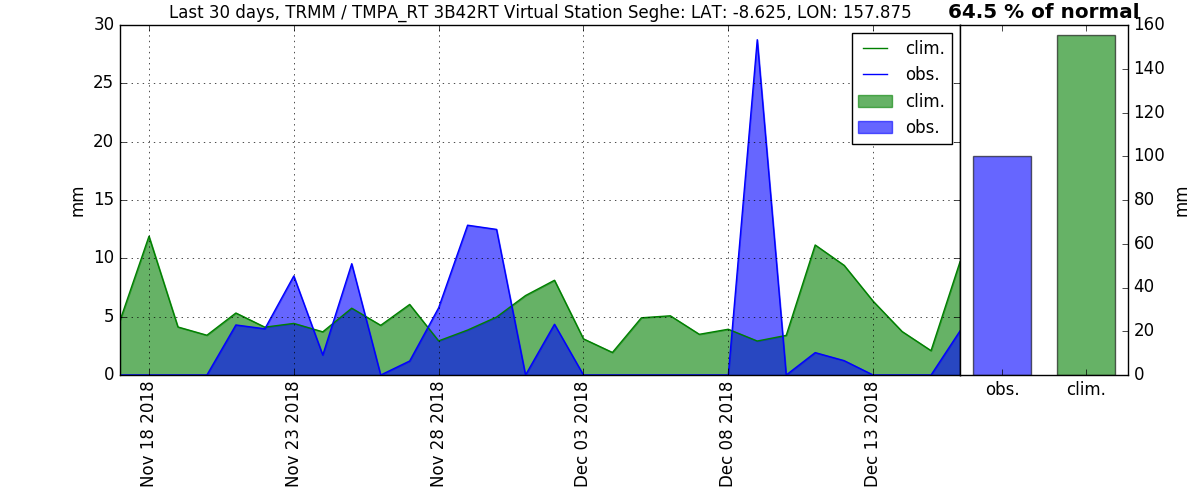 Last 30 days, TRMM / TMPA_RT 3B42RT Virtual Station Seghe: LAT: -8.625, LON: 157.875
64.5 % of normal
30
25
20
15
10
5
0
mm
clim.
obs.
clim.
obs.
Nov 18 2018
Nov 23 2018
Nov 28 2018
Dec 03 2018
Dec 08 2018
Dec 13 2018
160
140
120
100
80
60
40
20
0
mm
obs.
clim.